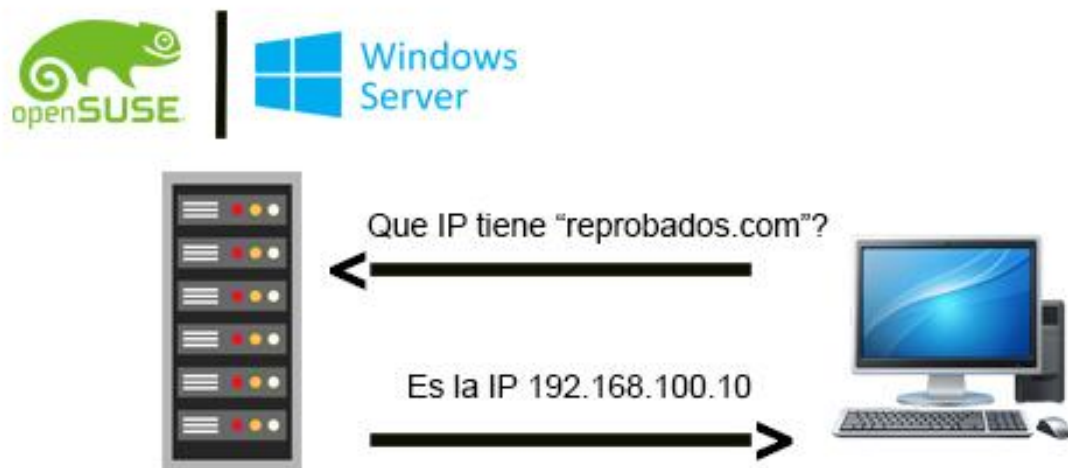 openSUSE
Windows
Server
Que IP tiene “reprobados.com”?
Es la IP 192.168.100.10